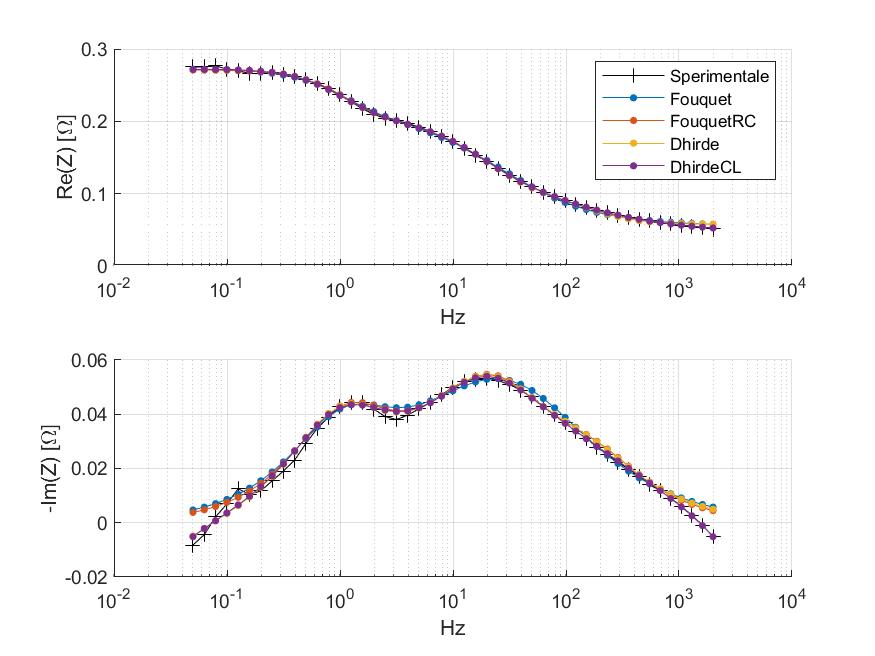 0.3
0.2
0.1
0
Re(Z) [Ω]
Sperimentale
Fouquet
FouquetRC
Dhirde
DhirdeCL
10^-2 10^-1 10^0 10^1 10^2 10^3 10^4
Hz
0.06
0.04
0.02
0
-0.02
-Im(Z) [Ω]
10^-2 10^-1 10^0 10^1 10^2 10^3 10^4
Hz